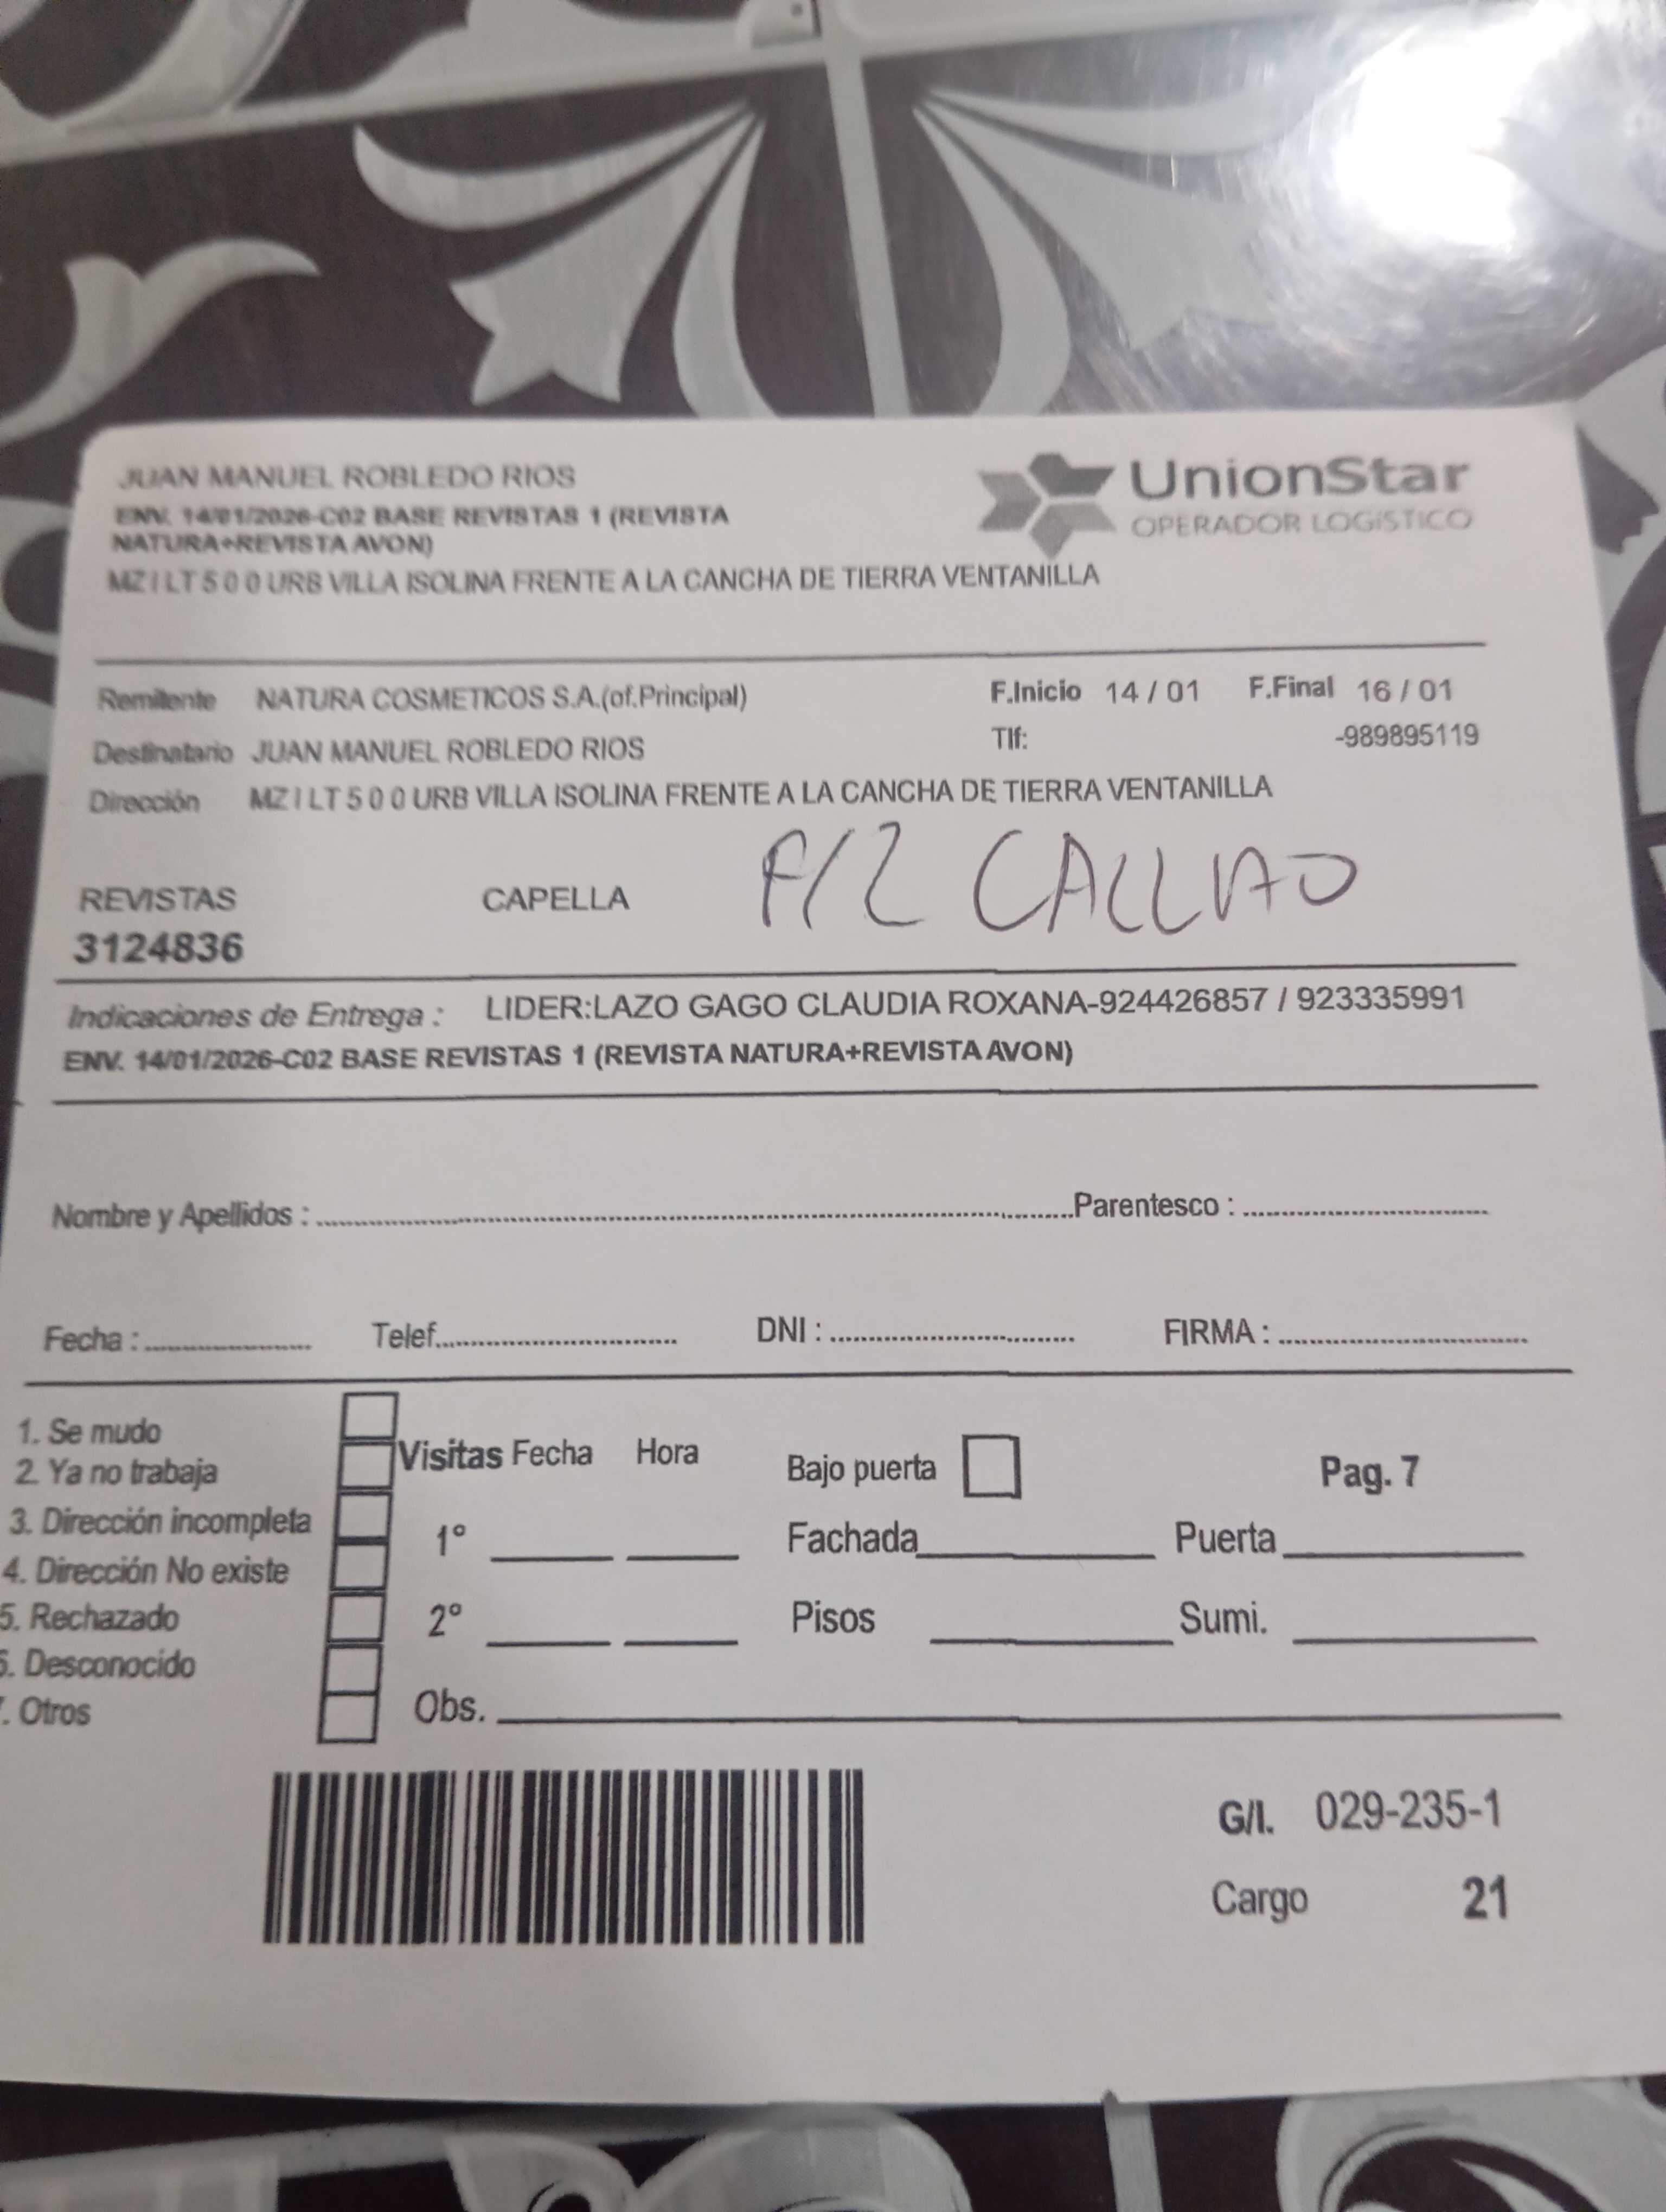 JUAN MANUEL ROBLEDO RIOS
UnionStar
OPERADOR LOGÍSTICO
ENV. 14/01/2026-C02 BASE REVISTAS 1 (REVISTA
NATURA+REVISTA AVON)
MZ I LT 5 0 0 URB VILLA ISOLINA FRENTE A LA CANCHA DE TIERRA VENTANILLA
Remitente NATURA COSMETICOS S.A.(of.Principal) F.Inicio 14 / 01 F.Final 16 / 01
Destinatario JUAN MANUEL ROBLEDO RIOS Tlf: -989895119
Dirección MZ I LT 5 0 0 URB VILLA ISOLINA FRENTE A LA CANCHA DE TIERRA VENTANILLA
REVISTAS CAPELLA CALLAO
3124836
Indicaciones de Entrega : LIDER:LAZO GAGO CLAUDIA ROXANA-924426857 / 923335991
ENV. 14/01/2026-C02 BASE REVISTAS 1 (REVISTA NATURA+REVISTA AVON)
Nombre y Apellidos : Parentesco :
Fecha : Telef. DNI : FIRMA :
1. Se mudo
2. Ya no trabaja
3. Dirección incompleta
4. Dirección No existe
5. Rechazado
6. Desconocido
7. Otros
Visitas Fecha Hora Bajo puerta Pag. 7
1° Fachada Puerta
2° Pisos Sumi.
Obs.
G/I. 029-235-1
Cargo 21